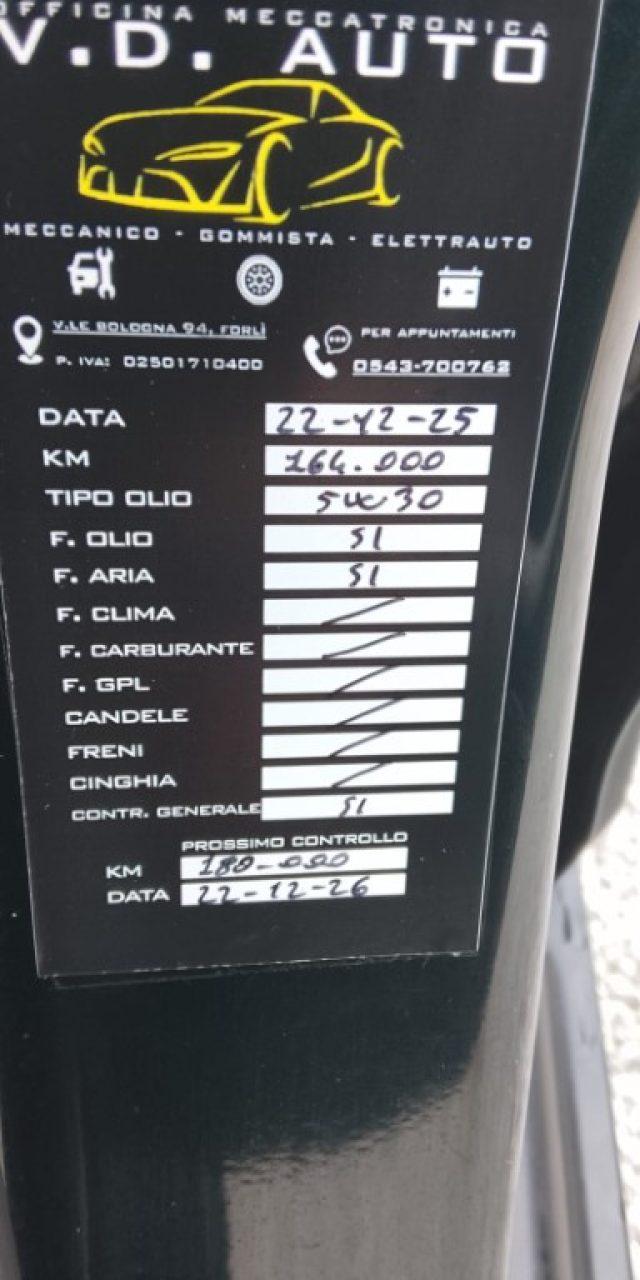 OFFICINA MECCATRONICA
V.D. AUTO
MECCANICO - GOMMISTA - ELETTRAUTO
V.LE BOLOGNA 94, FORLÌ
P. IVA: 02501710400
PER APPUNTAMENTI
0543-700762
DATA 22-12-25
KM 164.000
TIPO OLIO 5W30
F. OLIO SI
F. ARIA SI
F. CLIMA /
F. CARBURANTE /
F. GPL /
CANDELE /
FRENI /
CINGHIA /
CONTR. GENERALE SI
PROSSIMO CONTROLLO
KM 180-000
DATA 22-12-26